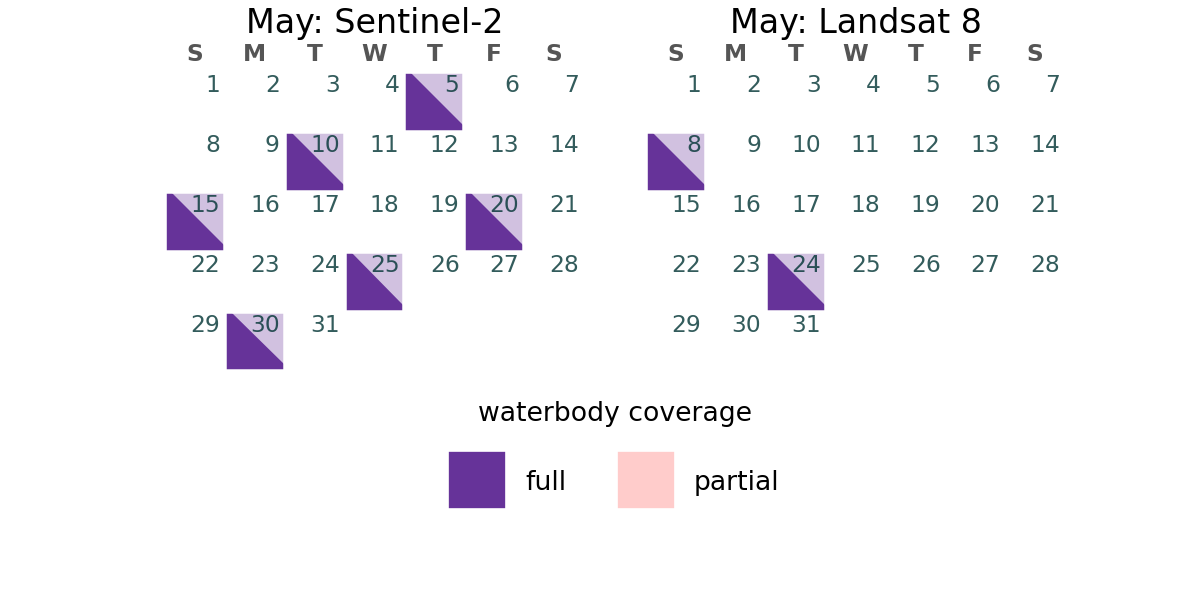 May: Sentinel-2
S M T W T F S
1 2 3 4 5 6 7
8 9 10 11 12 13 14
15 16 17 18 19 20 21
22 23 24 25 26 27 28
29 30 31
May: Landsat 8
S M T W T F S
1 2 3 4 5 6 7
8 9 10 11 12 13 14
15 16 17 18 19 20 21
22 23 24 25 26 27 28
29 30 31
waterbody coverage
full partial